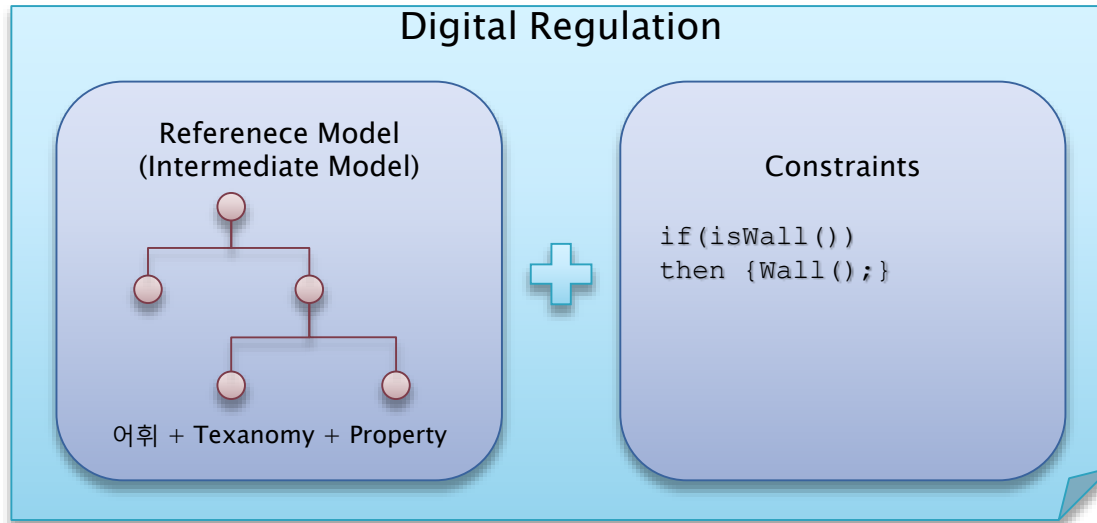 Digital Regulation
Referenece Model
(Intermediate Model)
어휘 + Texanomy + Property
Constraints
if(isWall())
then {Wall();}